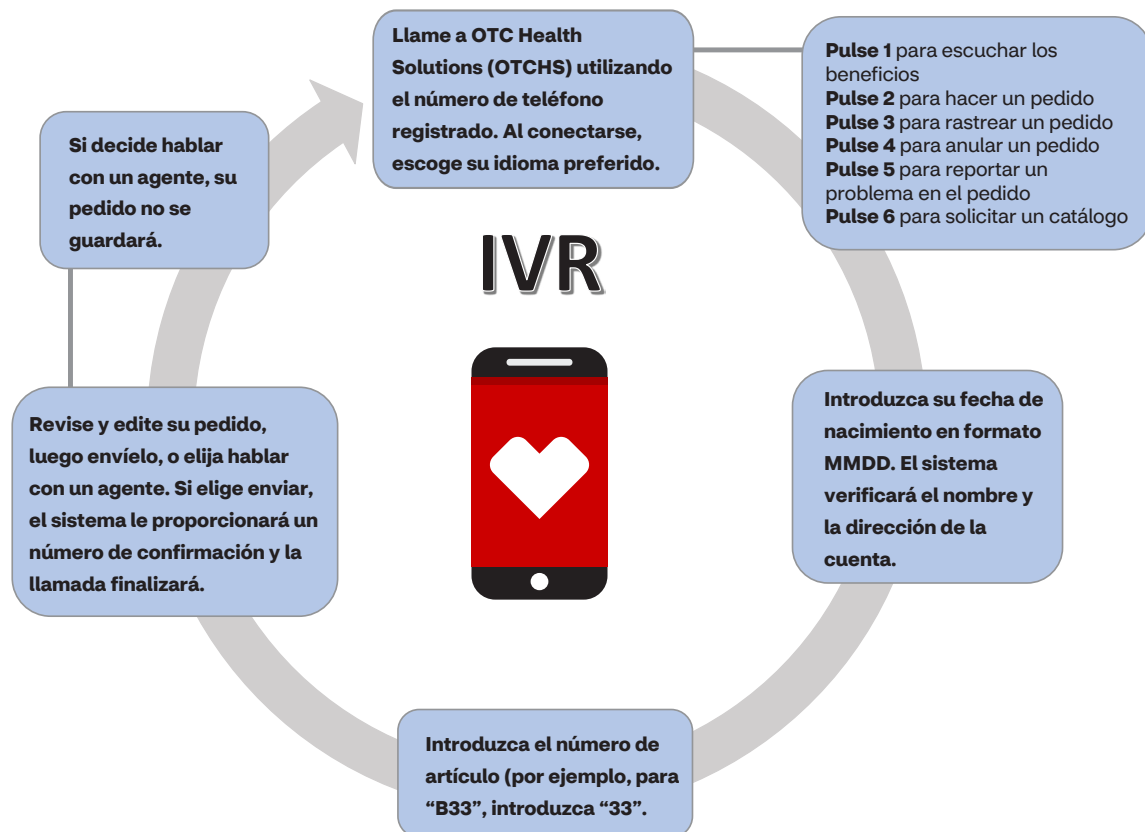 Llame a OTC Health
Solutions (OTCHS) utilizando
el número de teléfono
registrado. Al conectarse,
escoge su idioma preferido.
Pulse 1 para escuchar los
beneficios
Pulse 2 para hacer un pedido
Pulse 3 para rastrear un pedido
Pulse 4 para anular un pedido
Pulse 5 para reportar un
problema en el pedido
Pulse 6 para solicitar un catálogo
Introduzca su fecha de
nacimiento en formato
MMDD. El sistema
verificará el nombre y
la dirección de la
cuenta.
Introduzca el número de
artículo (por ejemplo, para
“B33”, introduzca “33”.
Revise y edite su pedido,
luego envíelo, o elija hablar
con un agente. Si elige enviar,
el sistema le proporcionará un
número de confirmación y la
llamada finalizará.
Si decide hablar
con un agente, su
pedido no se
guardará.
IVR